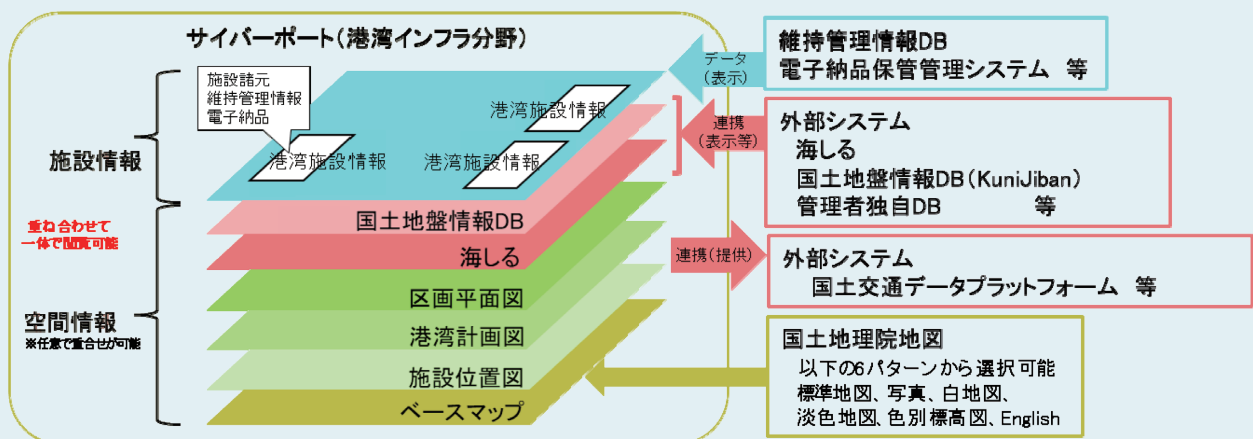 サイバーポート(港湾インフラ分野)
施設諸元
維持管理情報
電子納品
港湾施設情報
港湾施設情報
港湾施設情報
施設情報
重ね合わせて
一体で閲覧可能
空間情報
※任意で重合せが可能
国土地盤情報DB
海しる
区画平面図
港湾計画図
施設位置図
ベースマップ
データ
(表示)
維持管理情報DB
電子納品保管管理システム 等
連携
(表示等)
外部システム
海しる
国土地盤情報DB(KuniJiban)
管理者独自DB 等
連携(提供)
外部システム
国土交通データプラットフォーム 等
国土地理院地図
以下の6パターンから選択可能
標準地図、写真、白地図、
淡色地図、色別標高図、English